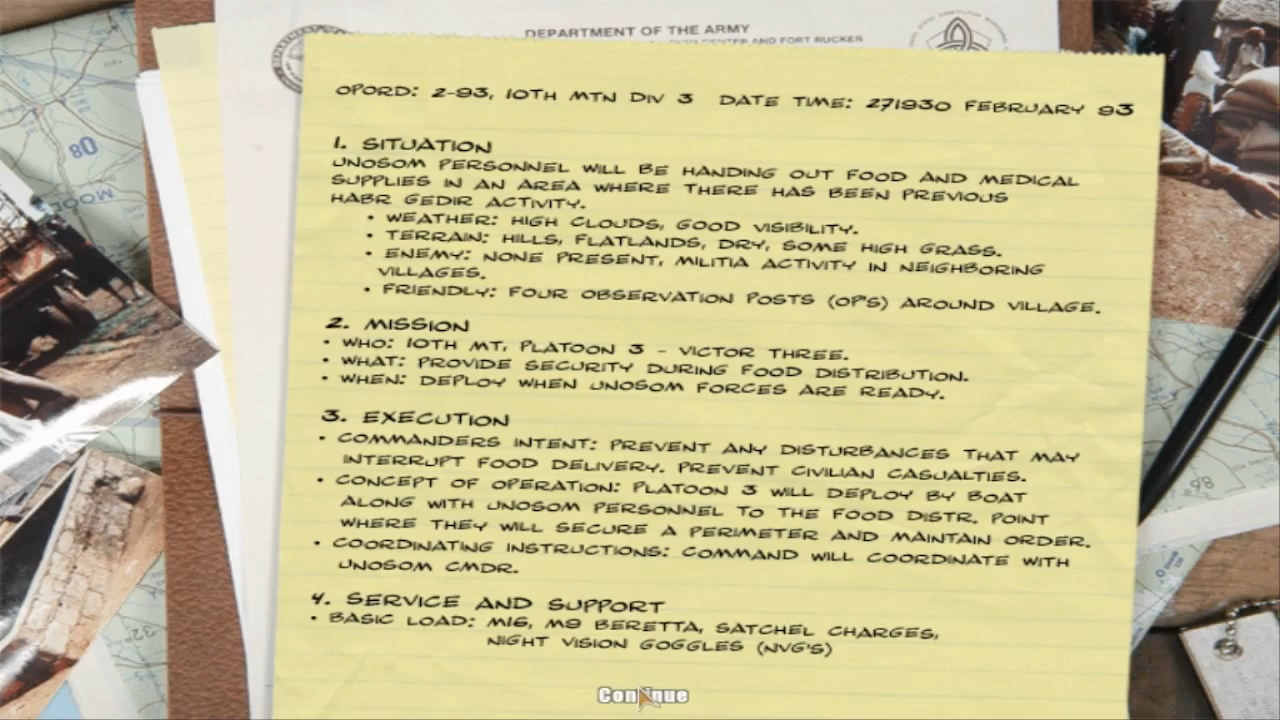 DEPARTMENT OF THE ARMY
CENTER AND FORT RUCKER
OPORD: 2-93, 10TH MTN DIV 3 DATE TIME: 271930 FEBRUARY 93
1. SITUATION
UNOSOM PERSONNEL WILL BE HANDING OUT FOOD AND MEDICAL
SUPPLIES IN AN AREA WHERE THERE HAS BEEN PREVIOUS
HABR GEDIR ACTIVITY.
• WEATHER: HIGH CLOUDS, GOOD VISIBILITY.
• TERRAIN: HILLS, FLATLANDS, DRY, SOME HIGH GRASS.
• ENEMY: NONE PRESENT, MILITIA ACTIVITY IN NEIGHBORING
VILLAGES.
• FRIENDLY: FOUR OBSERVATION POSTS (OP'S) AROUND VILLAGE.
2. MISSION
• WHO: 10TH MT, PLATOON 3 - VICTOR THREE.
• WHAT: PROVIDE SECURITY DURING FOOD DISTRIBUTION.
• WHEN: DEPLOY WHEN UNOSOM FORCES ARE READY.
3. EXECUTION
• COMMANDERS INTENT: PREVENT ANY DISTURBANCES THAT MAY
INTERRUPT FOOD DELIVERY. PREVENT CIVILIAN CASUALTIES.
• CONCEPT OF OPERATION: PLATOON 3 WILL DEPLOY BY BOAT
ALONG WITH UNOSOM PERSONNEL TO THE FOOD DISTR. POINT
WHERE THEY WILL SECURE A PERIMETER AND MAINTAIN ORDER.
• COORDINATING INSTRUCTIONS: COMMAND WILL COORDINATE WITH
UNOSOM CMDR.
4. SERVICE AND SUPPORT
• BASIC LOAD: M16, M9 BERETTA, SATCHEL CHARGES,
NIGHT VISION GOGGLES (NVG'S)
Continue